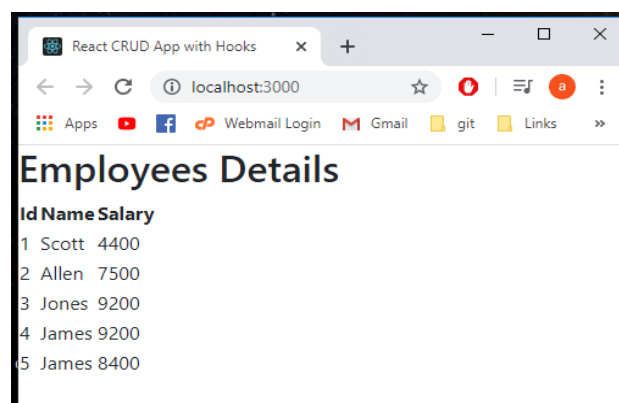 React CRUD App with Hooks
localhost:3000
a
Apps cP Webmail Login M Gmail git Links »
Employees Details
Id Name Salary
1 Scott 4400
2 Allen 7500
3 Jones 9200
4 James 9200
5 James 8400